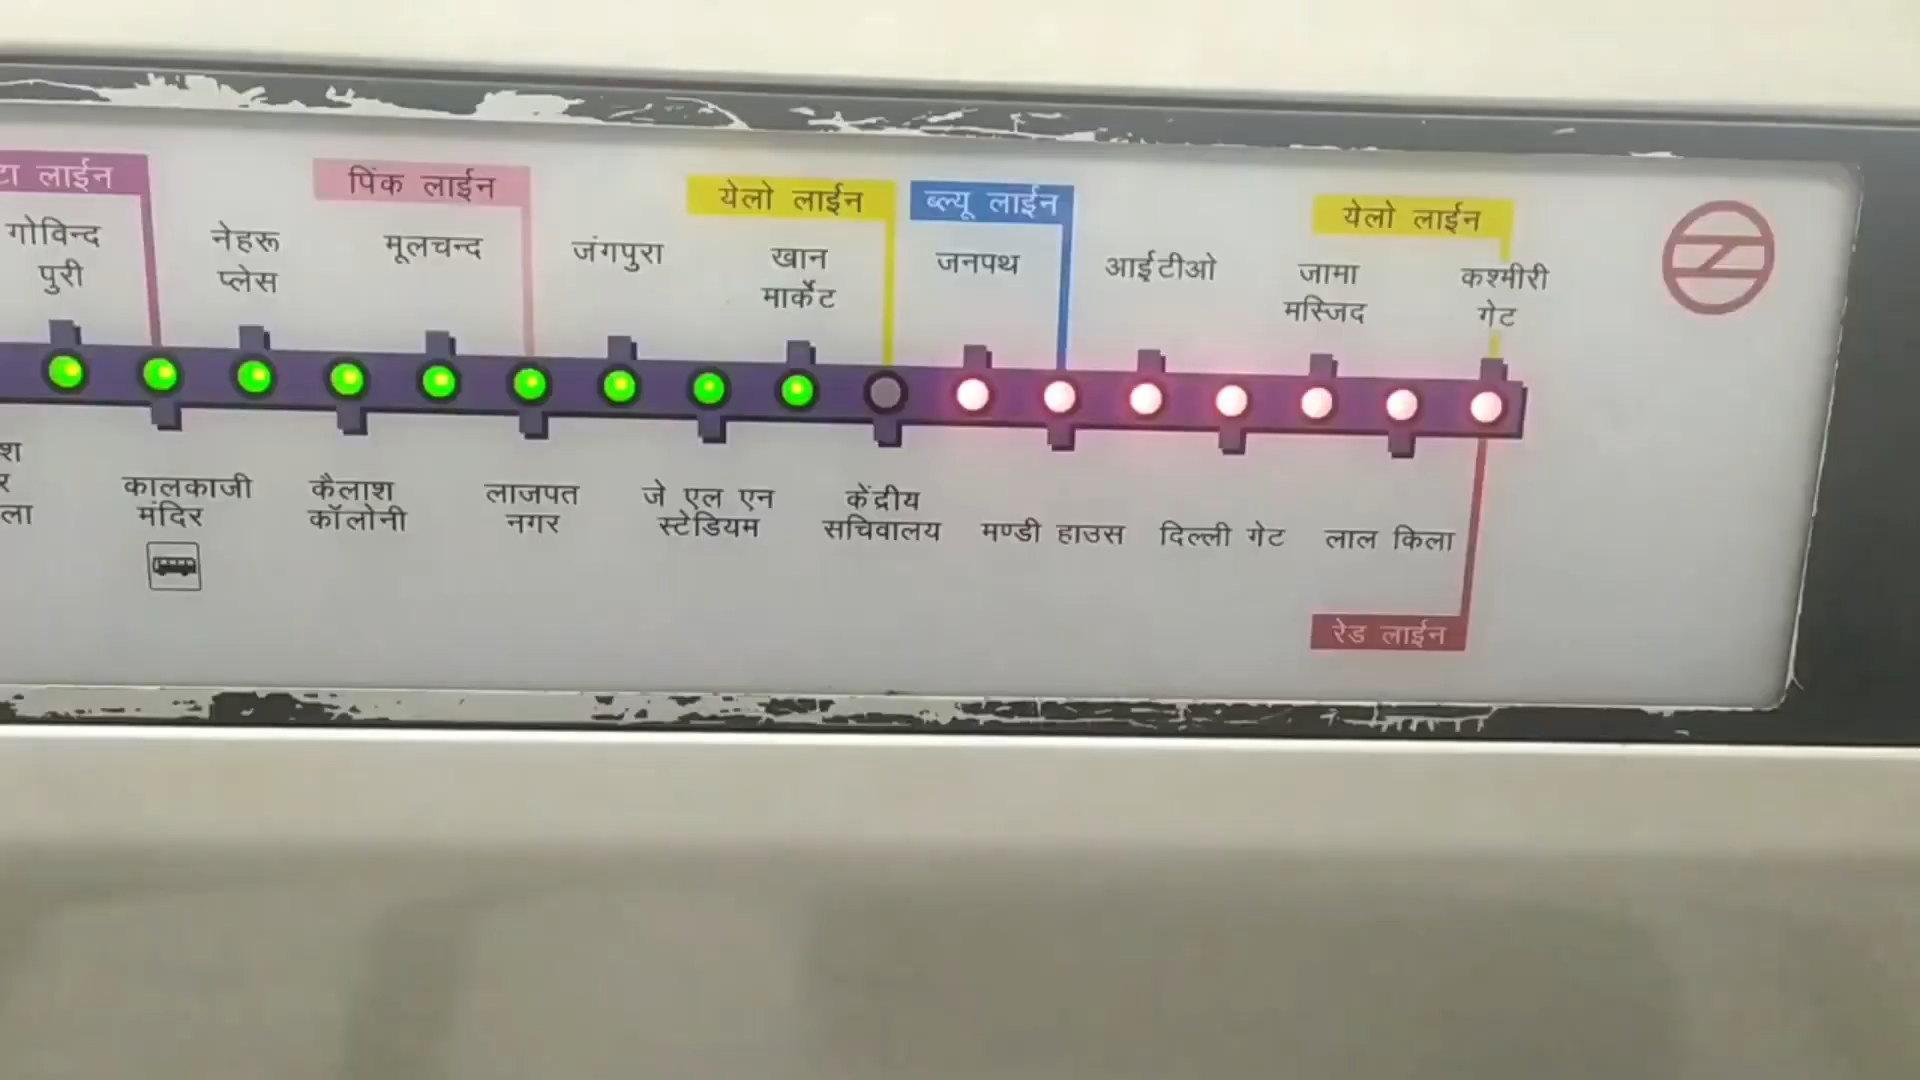 टा लाईन
गोविन्द
पुरी
नेहरू
प्लेस
पिंक लाईन
मूलचन्द
जंगपुरा
येलो लाईन
खान
मार्केट
ब्ल्यू लाईन
जनपथ
आईटीओ
येलो लाईन
जामा
मस्जिद
कश्मीरी
गेट
श
र
ला
कालकाजी
मंदिर
कैलाश
कॉलोनी
लाजपत
नगर
जे एल एन
स्टेडियम
केंद्रीय
सचिवालय
मण्डी हाउस
दिल्ली गेट
लाल किला
रेड लाईन